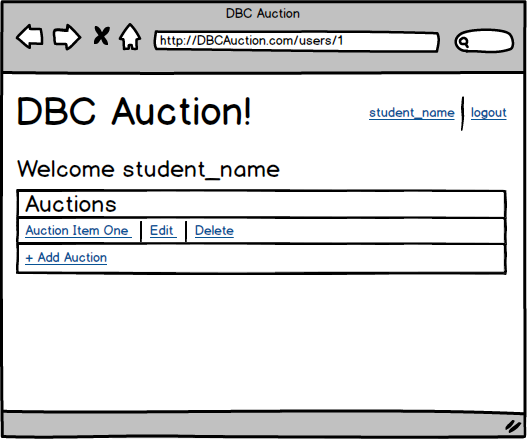 DBC Auction
http://DBCAuction.com/users/1
DBC Auction!
student_name | logout
Welcome student_name
Auctions
Auction Item One | Edit | Delete
+ Add Auction